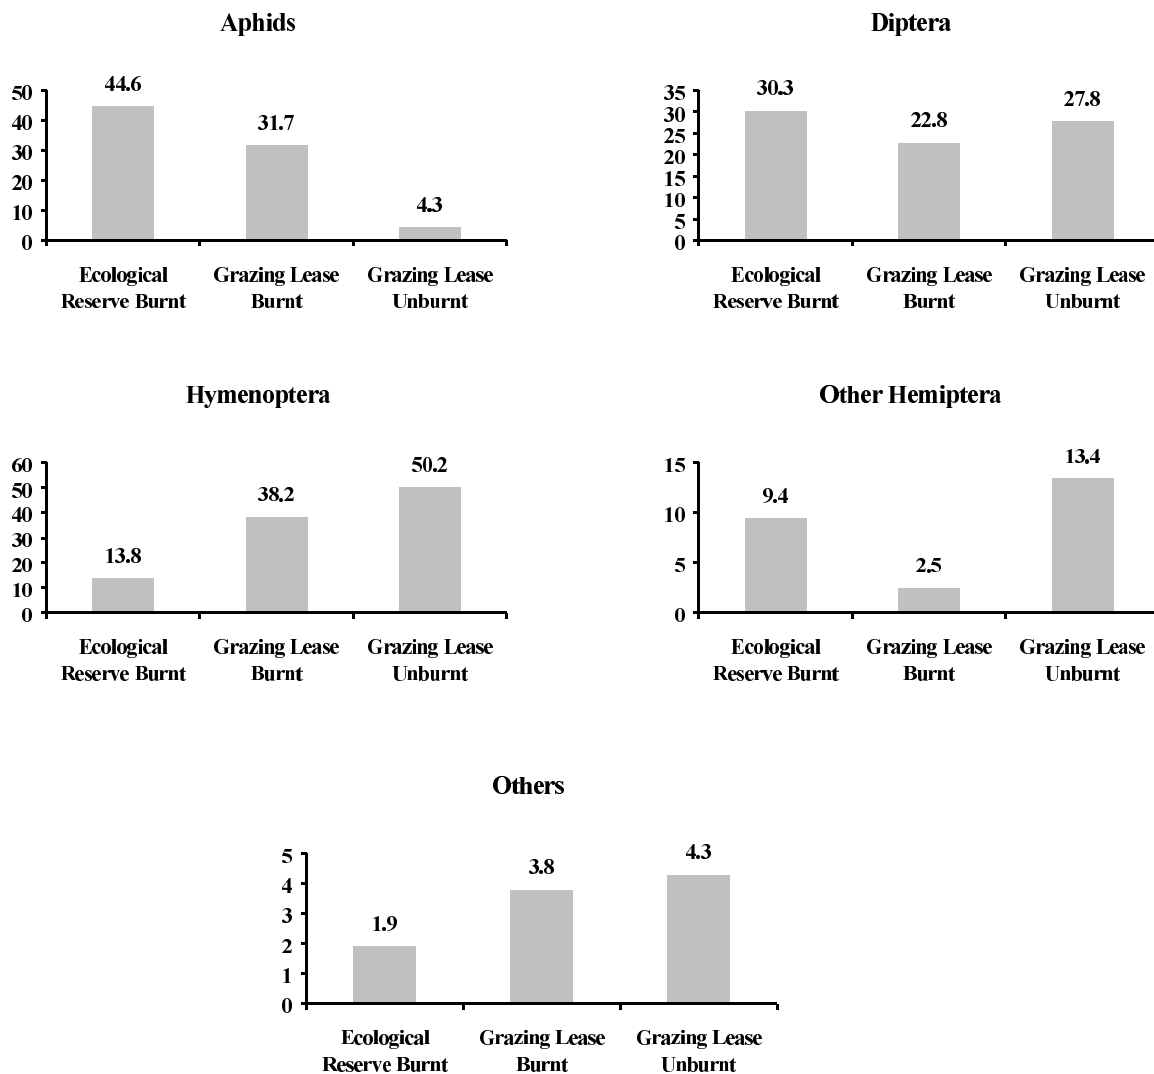 Aphids
44.6
31.7
4.3
50
40
30
20
10
0
Ecological
Reserve Burnt
Grazing Lease
Burnt
Grazing Lease
Unburnt
Diptera
30.3
22.8
27.8
35
30
25
20
15
10
5
0
Ecological
Reserve Burnt
Grazing Lease
Burnt
Grazing Lease
Unburnt
Hymenoptera
13.8
38.2
50.2
60
50
40
30
20
10
0
Ecological
Reserve Burnt
Grazing Lease
Burnt
Grazing Lease
Unburnt
Other Hemiptera
9.4
2.5
13.4
15
10
5
0
Ecological
Reserve Burnt
Grazing Lease
Burnt
Grazing Lease
Unburnt
Others
1.9
3.8
4.3
5
4
3
2
1
0
Ecological
Reserve Burnt
Grazing Lease
Burnt
Grazing Lease
Unburnt